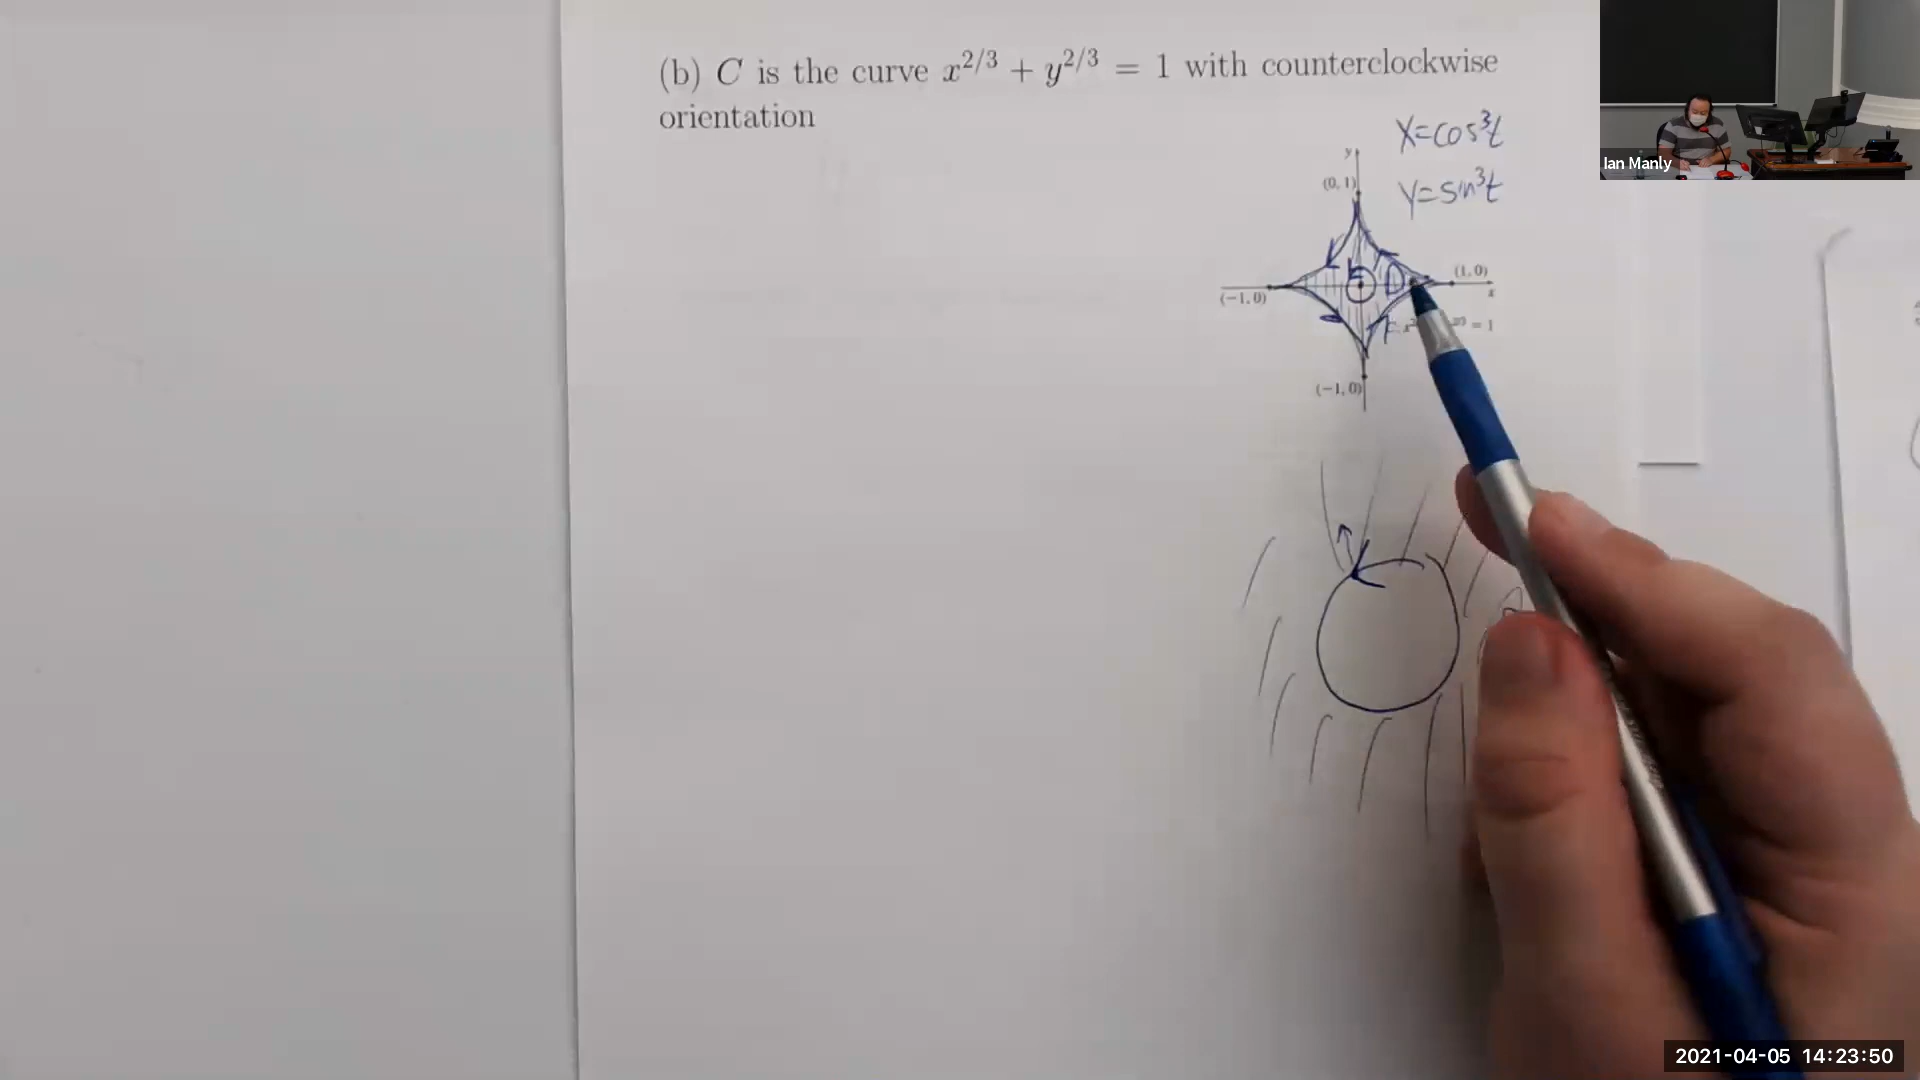 (b) C is the curve x^{2/3} + y^{2/3} = 1 with counterclockwise
orientation
Ian Manly
x=cos³t
y=sin³t
y
(0, 1)
D
(1, 0)
(−1, 0)
x
= 1
(−1, 0)
2021-04-05 14:23:50